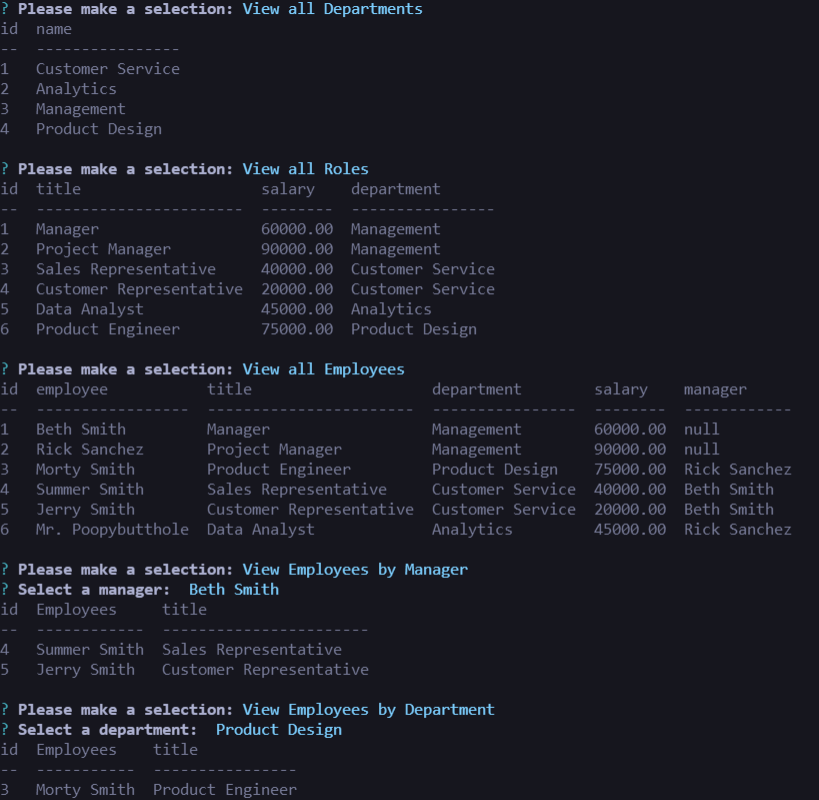 ? Please make a selection: View all Departments
id  name
--  ----------------
1   Customer Service
2   Analytics
3   Management
4   Product Design
? Please make a selection: View all Roles
id  title                    salary    department
--  -----------------------  --------  ----------------
1   Manager                  60000.00  Management
2   Project Manager          90000.00  Management
3   Sales Representative     40000.00  Customer Service
4   Customer Representative  20000.00  Customer Service
5   Data Analyst             45000.00  Analytics
6   Product Engineer         75000.00  Product Design
? Please make a selection: View all Employees
id  employee           title                    department        salary    manager
--  -----------------  -----------------------  ----------------  --------  ------------
1   Beth Smith         Manager                  Management        60000.00  null
2   Rick Sanchez       Project Manager          Management        90000.00  null
3   Morty Smith        Product Engineer         Product Design    75000.00  Rick Sanchez
4   Summer Smith       Sales Representative     Customer Service  40000.00  Beth Smith
5   Jerry Smith        Customer Representative  Customer Service  20000.00  Beth Smith
6   Mr. Poopybutthole  Data Analyst             Analytics         45000.00  Rick Sanchez
? Please make a selection: View Employees by Manager
? Select a manager:  Beth Smith
id  Employees     title
--  ------------  -----------------------
4   Summer Smith  Sales Representative
5   Jerry Smith   Customer Representative
? Please make a selection: View Employees by Department
? Select a department:  Product Design
id  Employees    title
--  -----------  ----------------
3   Morty Smith  Product Engineer